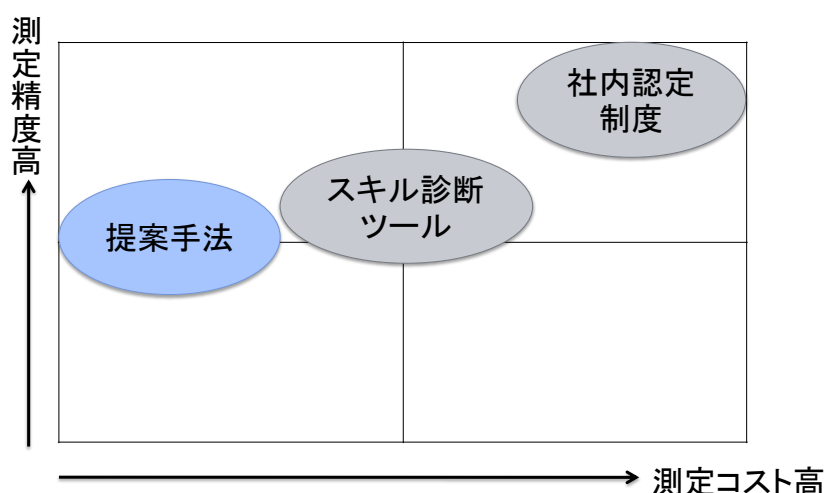 測定精度高
社内認定
制度
スキル診断
ツール
提案手法
測定コスト高